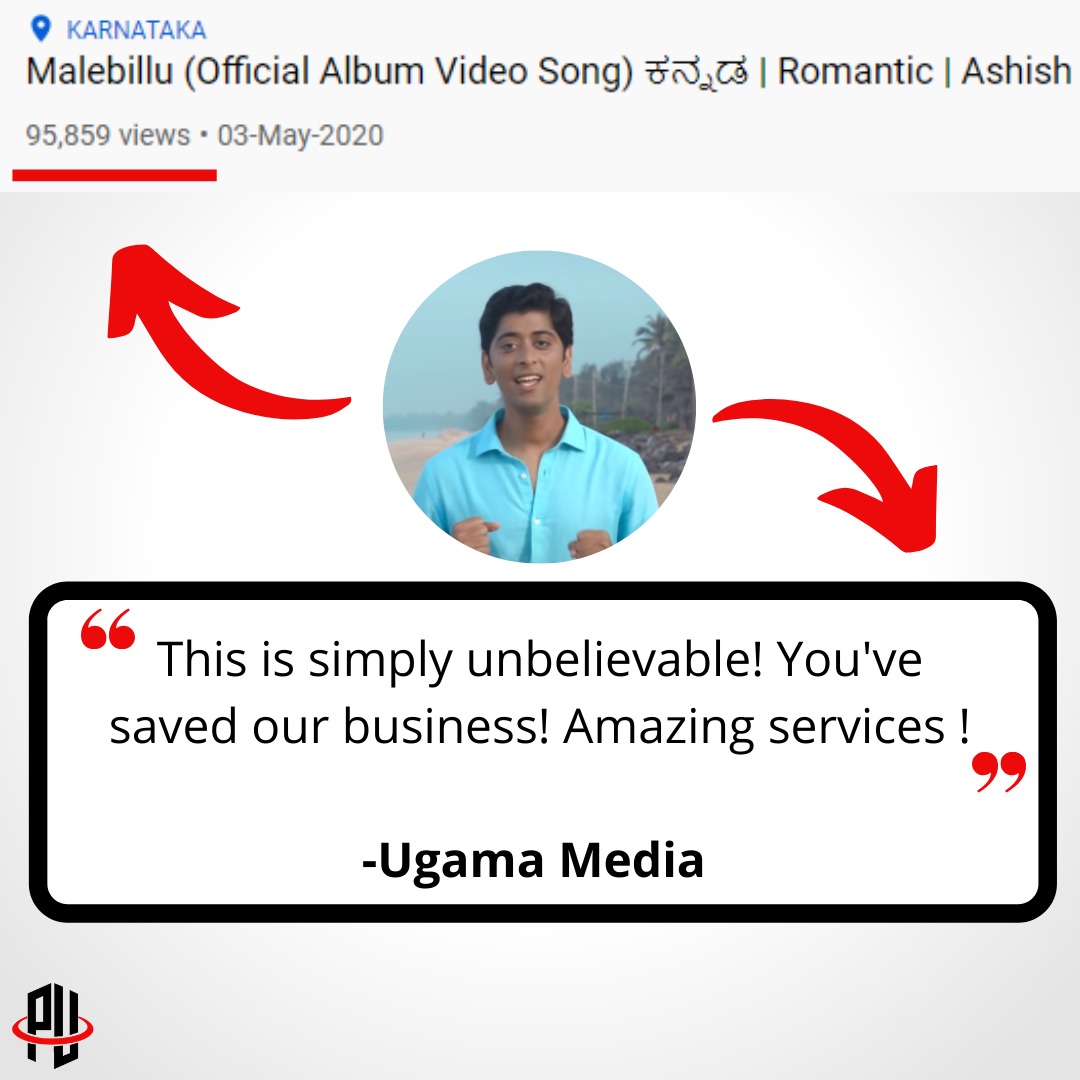 KARNATAKA
Malebillu (Official Album Video Song) ಕನ್ನಡ | Romantic | Ashish
95,859 views • 03-May-2020
“ This is simply unbelievable! You've
saved our business! Amazing services ! ”
-Ugama Media